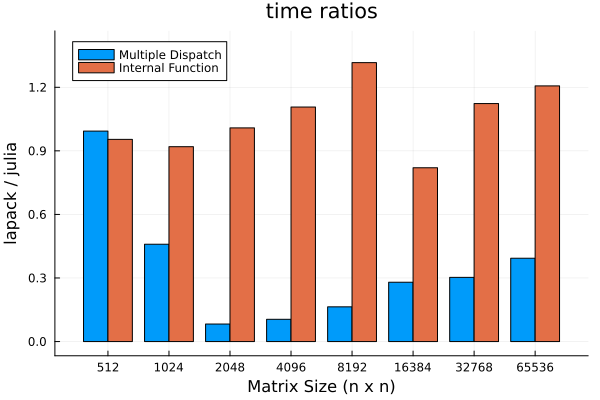 time ratios
Multiple Dispatch
Internal Function
lapack / julia
1.2
0.9
0.6
0.3
0.0
512 1024 2048 4096 8192 16384 32768 65536
Matrix Size (n x n)